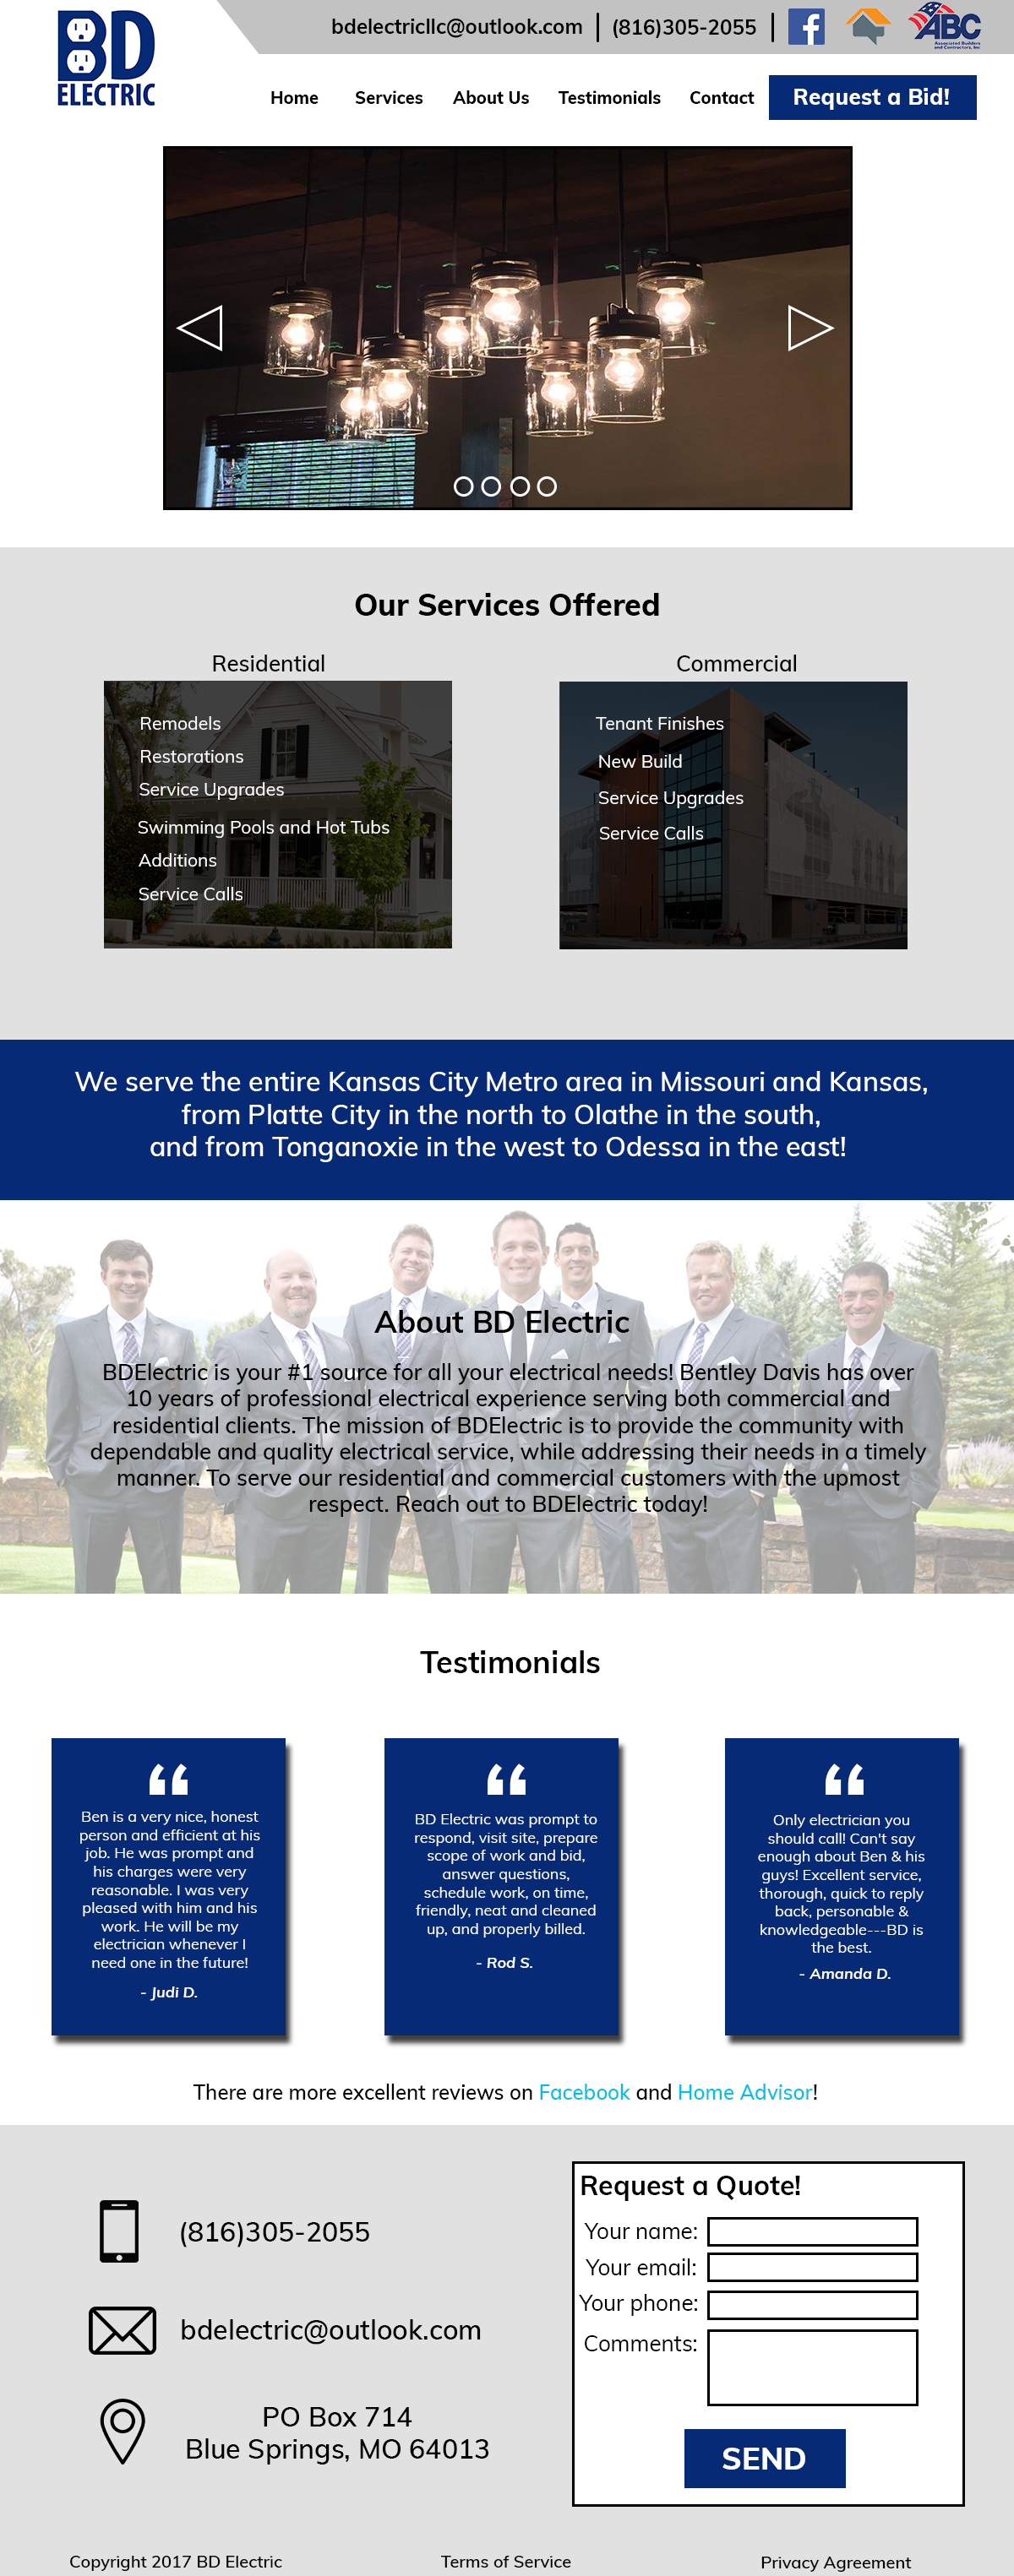 BD
ELECTRIC
bdelectricllc@outlook.com
(816)305-2055
ABC
Associated Builders
and Contractors, Inc
Home
Services
About Us
Testimonials
Contact
Request a Bid!
Our Services Offered
Residential
Remodels
Restorations
Service Upgrades
Swimming Pools and Hot Tubs
Additions
Service Calls
Commercial
Tenant Finishes
New Build
Service Upgrades
Service Calls
We serve the entire Kansas City Metro area in Missouri and Kansas,
from Platte City in the north to Olathe in the south,
and from Tonganoxie in the west to Odessa in the east!
About BD Electric
BDElectric is your #1 source for all your electrical needs! Bentley Davis has over
10 years of professional electrical experience serving both commercial and
residential clients. The mission of BDElectric is to provide the community with
dependable and quality electrical service, while addressing their needs in a timely
manner. To serve our residential and commercial customers with the upmost
respect. Reach out to BDElectric today!
Testimonials
“
Ben is a very nice, honest
person and efficient at his
job. He was prompt and
his charges were very
reasonable. I was very
pleased with him and his
work. He will be my
electrician whenever I
need one in the future!
- Judi D.
“
BD Electric was prompt to
respond, visit site, prepare
scope of work and bid,
answer questions,
schedule work, on time,
friendly, neat and cleaned
up, and properly billed.
- Rod S.
“
Only electrician you
should call! Can't say
enough about Ben & his
guys! Excellent service,
thorough, quick to reply
back, personable &
knowledgeable---BD is
the best.
- Amanda D.
There are more excellent reviews on Facebook and Home Advisor!
(816)305-2055
bdelectric@outlook.com
PO Box 714
Blue Springs, MO 64013
Request a Quote!
Your name:
Your email:
Your phone:
Comments:
SEND
Copyright 2017 BD Electric
Terms of Service
Privacy Agreement